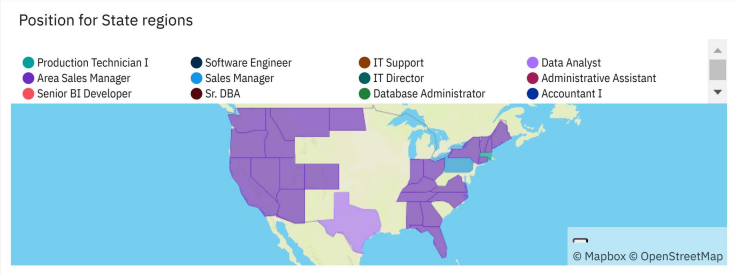 Position for State regions
Production Technician I Software Engineer IT Support Data Analyst
Area Sales Manager Sales Manager IT Director Administrative Assistant
Senior BI Developer Sr. DBA Database Administrator Accountant I
© Mapbox © OpenStreetMap